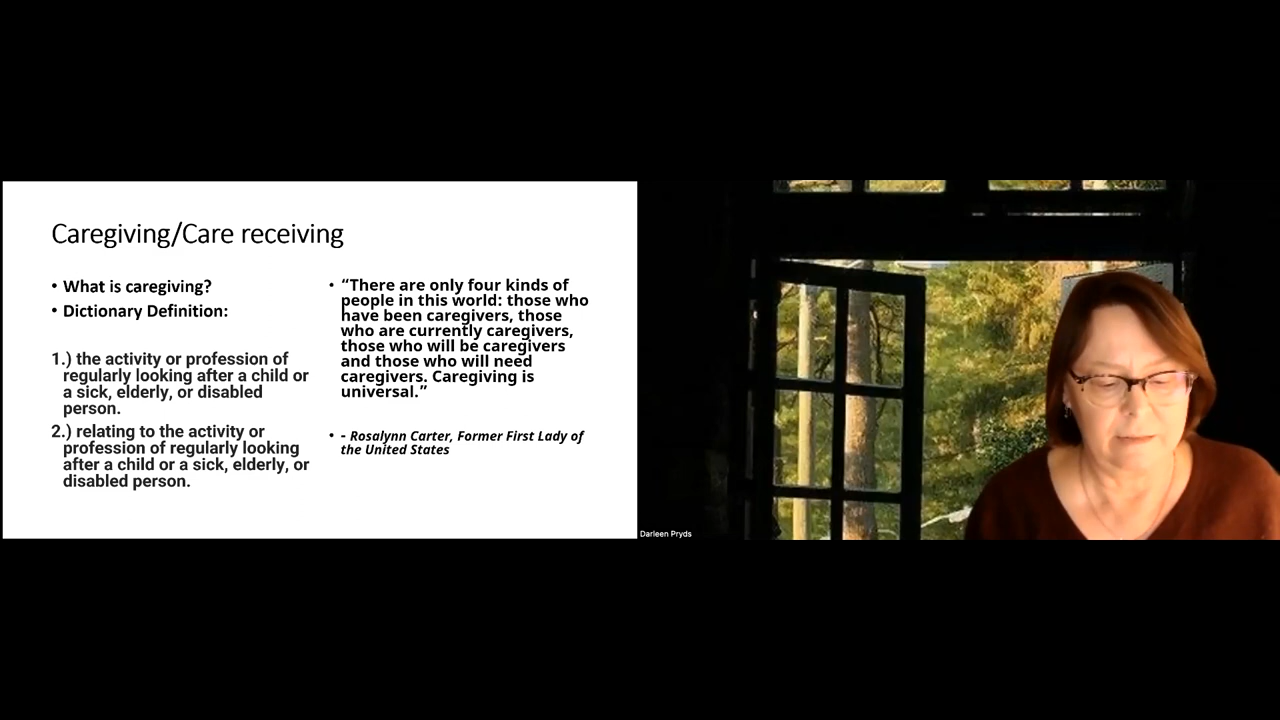 Caregiving/Care receiving
• What is caregiving?
• Dictionary Definition:
1.) the activity or profession of
regularly looking after a child or
a sick, elderly, or disabled
person.
2.) relating to the activity or
profession of regularly looking
after a child or a sick, elderly, or
disabled person.
• “There are only four kinds of
people in this world: those who
have been caregivers, those
who are currently caregivers,
those who will be caregivers
and those who will need
caregivers. Caregiving is
universal.”
• - Rosalynn Carter, Former First Lady of
the United States
Darleen Pryds